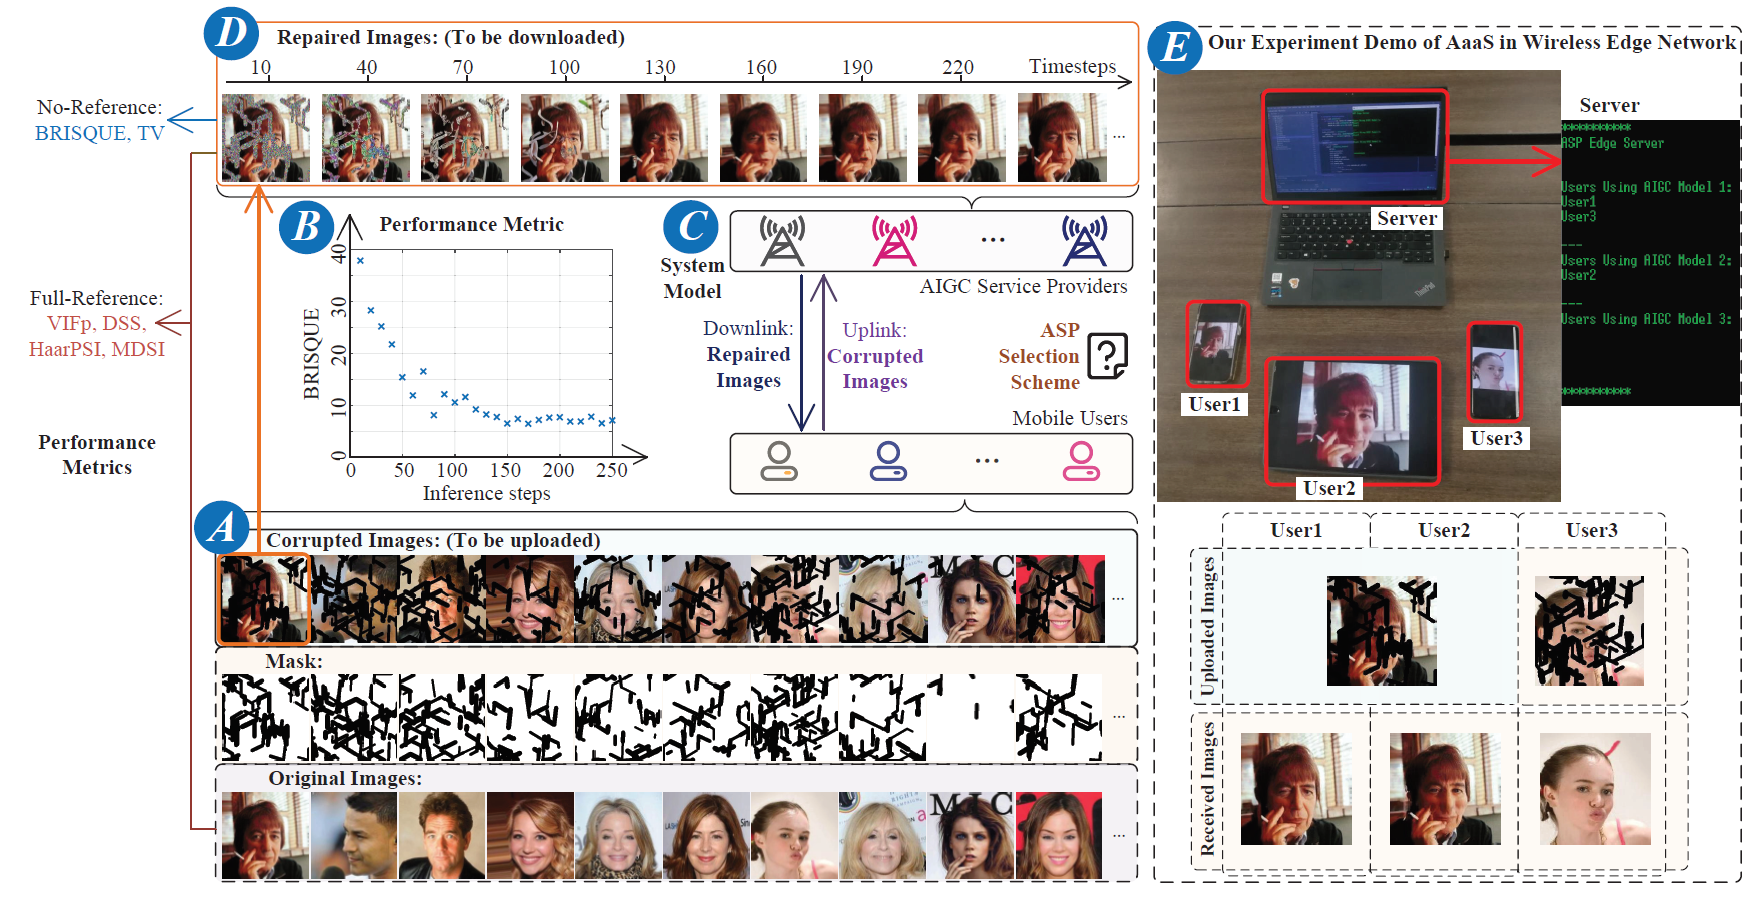 D
Repaired Images: (To be downloaded)
10 40 70 100 130 160 190 220 Timesteps
No-Reference:
BRISQUE, TV
...
Full-Reference:
VIFp, DSS,
HaarPSI, MDSI
Performance
Metrics
B
Performance Metric
BRISQUE
40
30
20
10
0
0 50 100 150 200 250
Inference steps
C
System
Model
...
AIGC Service Providers
Downlink:
Repaired
Images
Uplink:
Corrupted
Images
ASP
Selection
Scheme
?
Mobile Users
...
A
Corrupted Images: (To be uploaded)
...
Mask:
...
Original Images:
...
E
Our Experiment Demo of AaaS in Wireless Edge Network
Server
**********
ASP Edge Server
Users Using AIGC Model 1:
User1
User3
---
Users Using AIGC Model 2:
User2
---
Users Using AIGC Model 3:
**********
Server
ThinkPad
User1
User2
User3
User1 User2 User3
Uploaded Images
Received Images